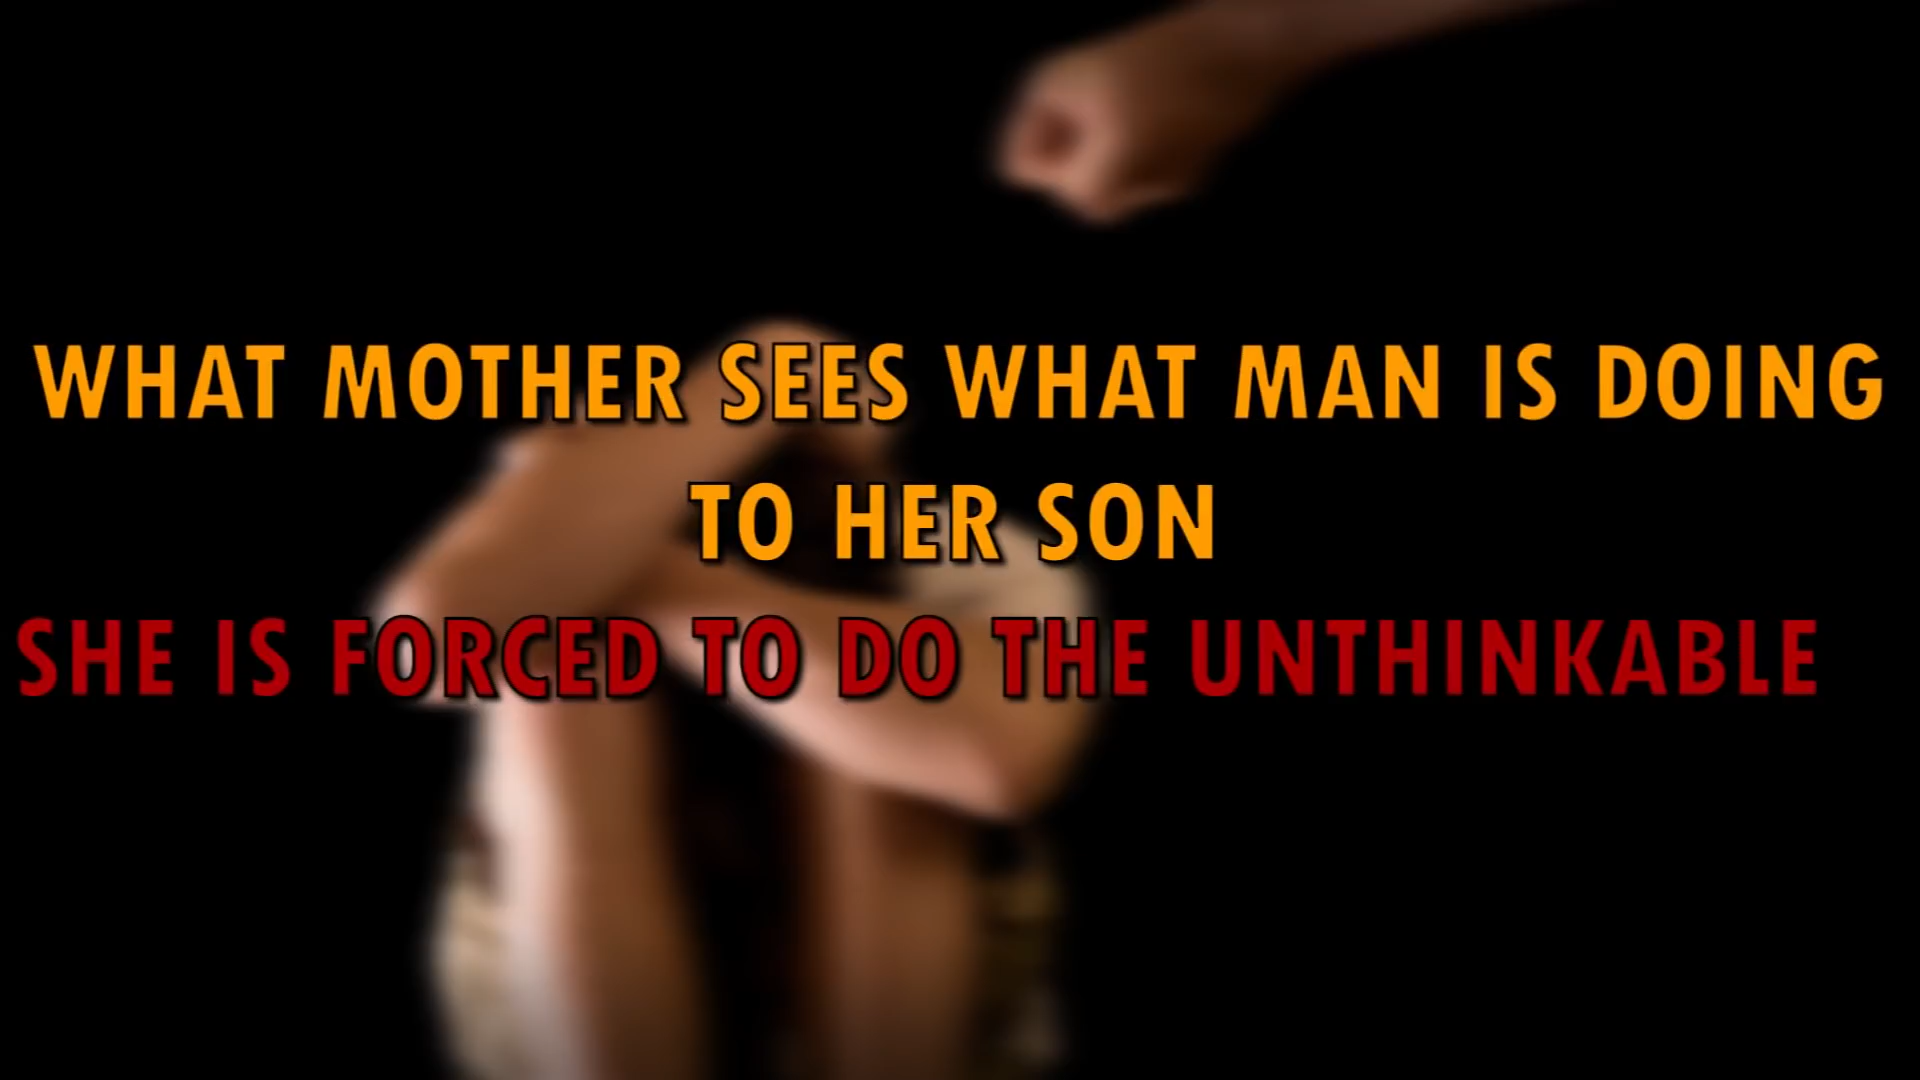 WHAT MOTHER SEES WHAT MAN IS DOING
TO HER SON
SHE IS FORCED TO DO THE UNTHINKABLE